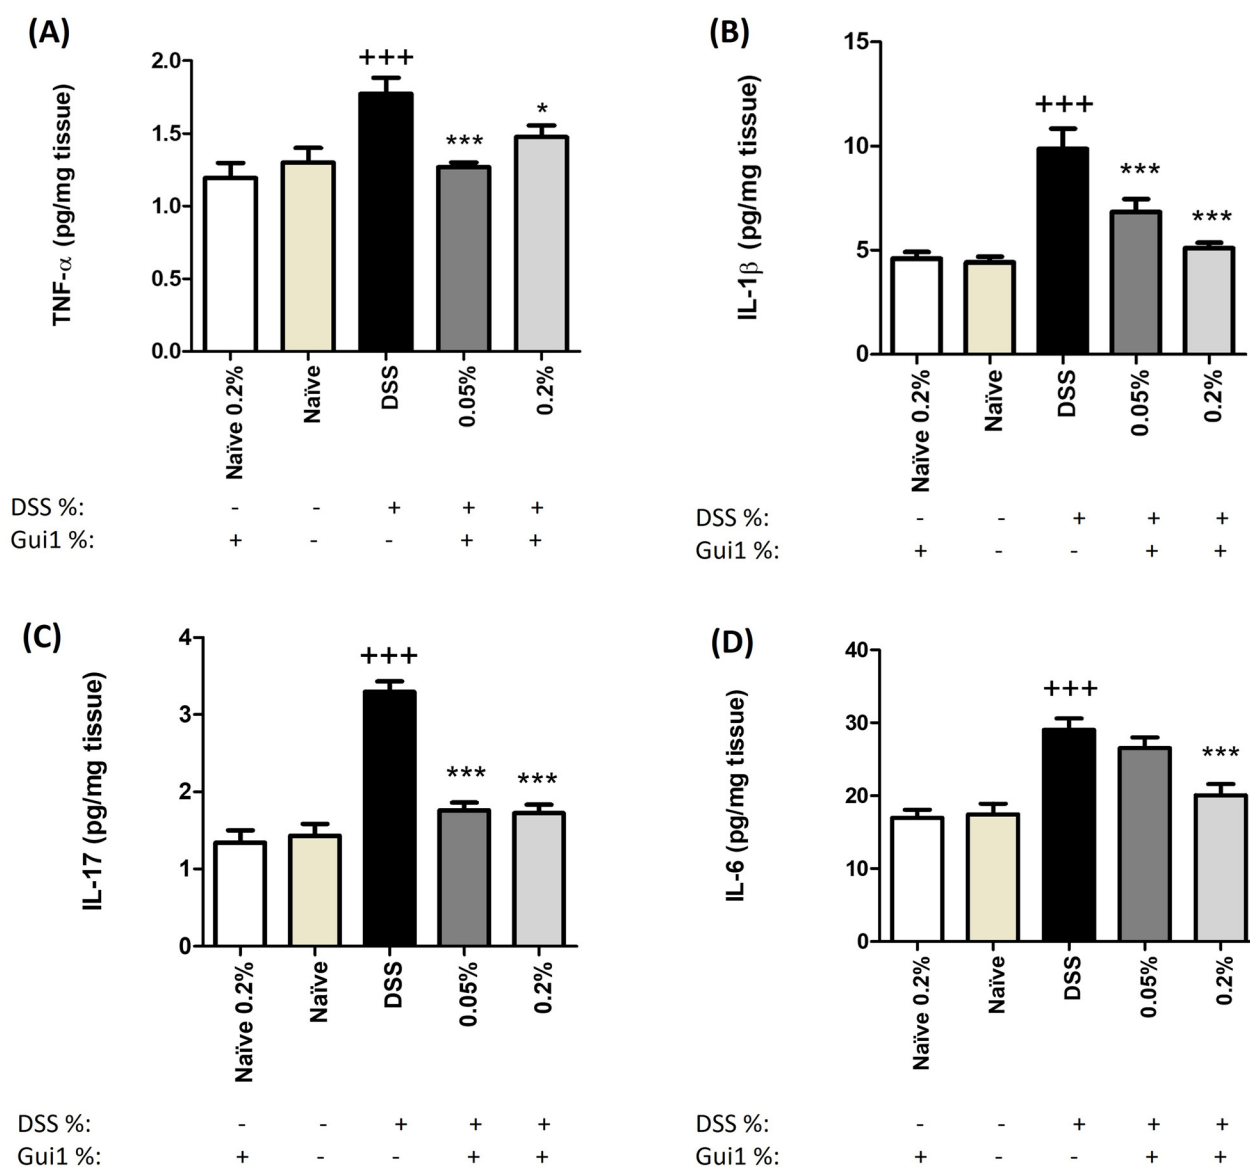 (A)
TNF-α (pg/mg tissue)
2.0
1.5
1.0
0.5
0.0
+++
***
*
Naïve 0.2%
Naïve
DSS
0.05%
0.2%
DSS %: - - + + +
Gui1 %: + - - + +
(B)
IL-1β (pg/mg tissue)
15
10
5
0
+++
***
***
Naïve 0.2%
Naïve
DSS
0.05%
0.2%
DSS %: - - + + +
Gui1 %: + - - + +
(C)
IL-17 (pg/mg tissue)
4
3
2
1
0
+++
***
***
Naïve 0.2%
Naïve
DSS
0.05%
0.2%
DSS %: - - + + +
Gui1 %: + - - + +
(D)
IL-6 (pg/mg tissue)
40
30
20
10
0
+++
***
Naïve 0.2%
Naïve
DSS
0.05%
0.2%
DSS %: - - + + +
Gui1 %: + - - + +